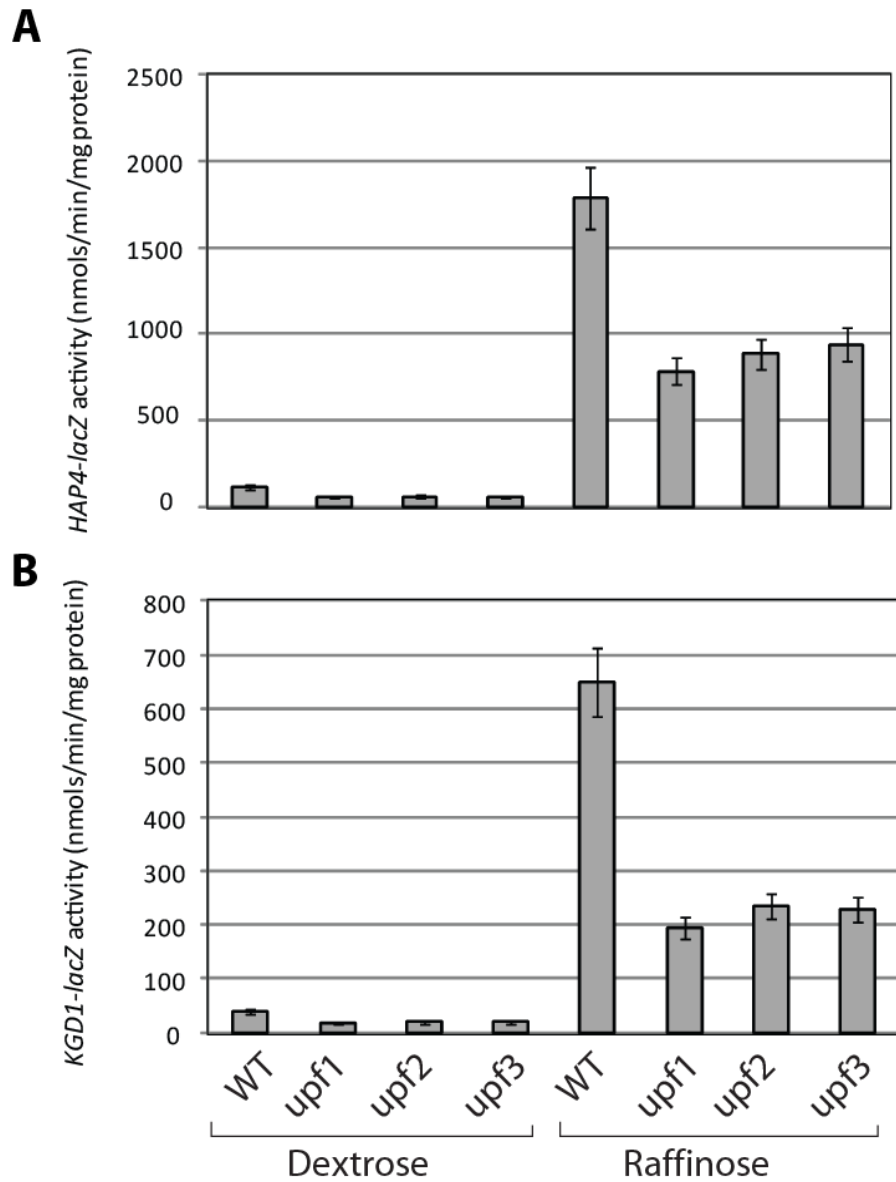 A
HAP4-lacZ activity (nmols/min/mg protein)
2500
2000
1500
1000
500
0
B
KGD1-lacZ activity (nmols/min/mg protein)
800
700
600
500
400
300
200
100
0
WT upf1 upf2 upf3 WT upf1 upf2 upf3
Dextrose Raffinose